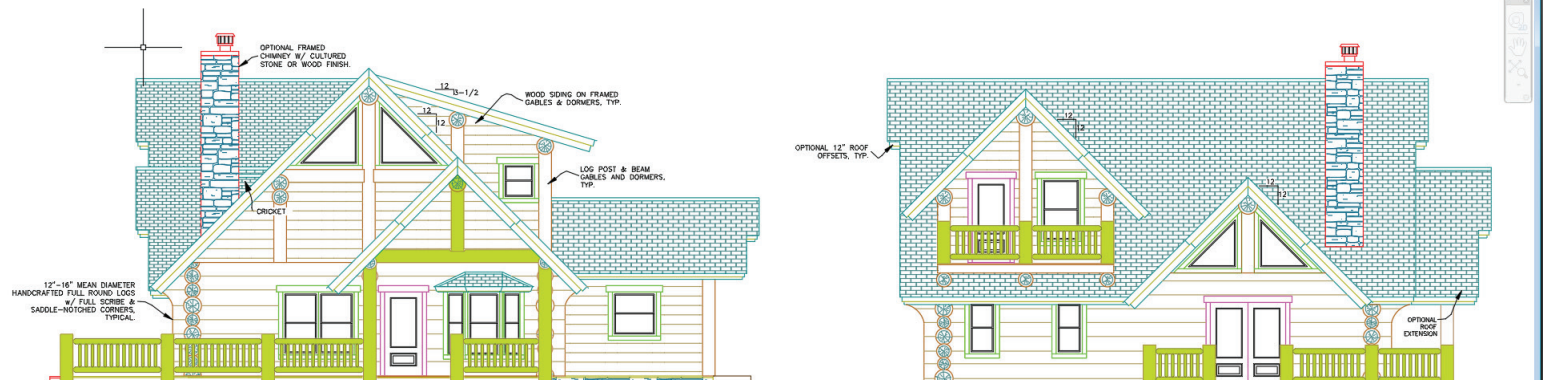 OPTIONAL FRAMED
CHIMNEY W/ CULTURED
STONE OR WOOD FINISH.
12
3-1/2
WOOD SIDING ON FRAMED
GABLES & DORMERS, TYP.
12
12
LOG POST & BEAM
GABLES AND DORMERS,
TYP.
CRICKET
12"-16" MEAN DIAMETER
HANDCRAFTED FULL ROUND LOGS
w/ FULL SCRIBE &
SADDLE-NOTCHED CORNERS,
TYPICAL.
OPTIONAL 12" ROOF
OFFSETS, TYP.
12
12
12
12
OPTIONAL
ROOF
EXTENSION